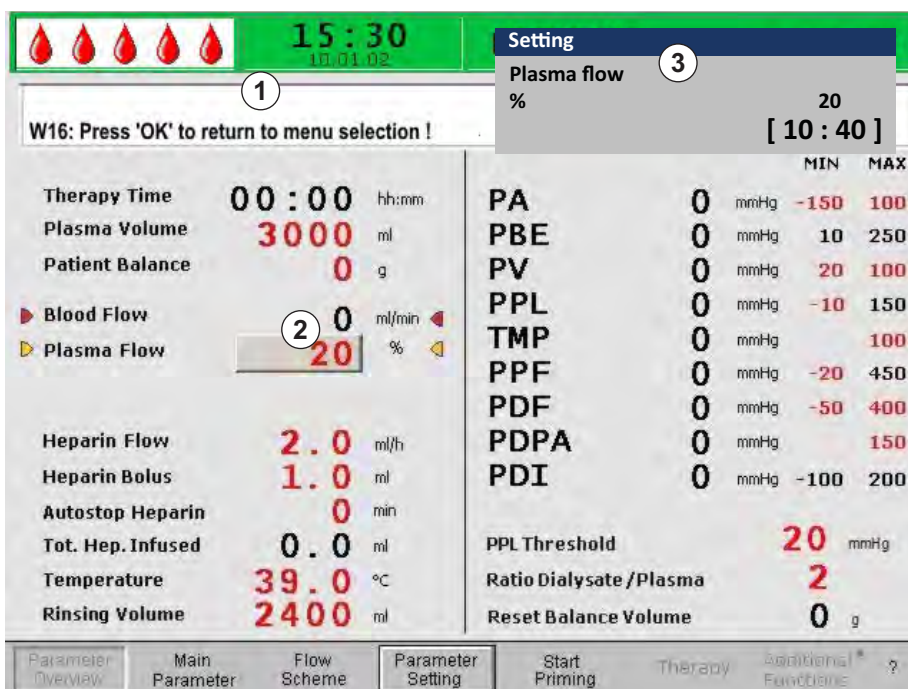 15:30
10.01.02
Setting
Plasma flow
3
%
20
[ 10 : 40 ]
1
W16: Press 'OK' to return to menu selection !
MIN MAX
Therapy Time 00:00 hh:mm
Plasma Volume 3000 ml
Patient Balance 0 g
Blood Flow 0 ml/min
2
Plasma Flow 20 %
Heparin Flow 2.0 ml/h
Heparin Bolus 1.0 ml
Autostop Heparin 0 min
Tot. Hep. Infused 0.0 ml
Temperature 39.0 °C
Rinsing Volume 2400 ml
PA 0 mmHg -150 100
PBE 0 mmHg 10 250
PV 0 mmHg 20 100
PPL 0 mmHg -10 150
TMP 0 mmHg 100
PPF 0 mmHg -20 450
PDF 0 mmHg -50 400
PDPA 0 mmHg 150
PDI 0 mmHg -100 200
PPL Threshold 20 mmHg
Ratio Dialysate/Plasma 2
Reset Balance Volume 0 g
Parameter Overview
Main Parameter
Flow Scheme
Parameter Setting
Start Priming
Therapy
Additional Functions
?